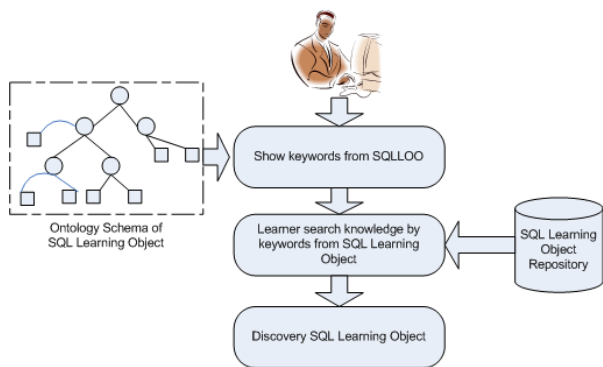 Show keywords from SQLLOO
Ontology Schema of
SQL Learning Object
Learner search knowledge by
keywords from SQL Learning
Object
SQL Learning
Object
Repository
Discovery SQL Learning Object